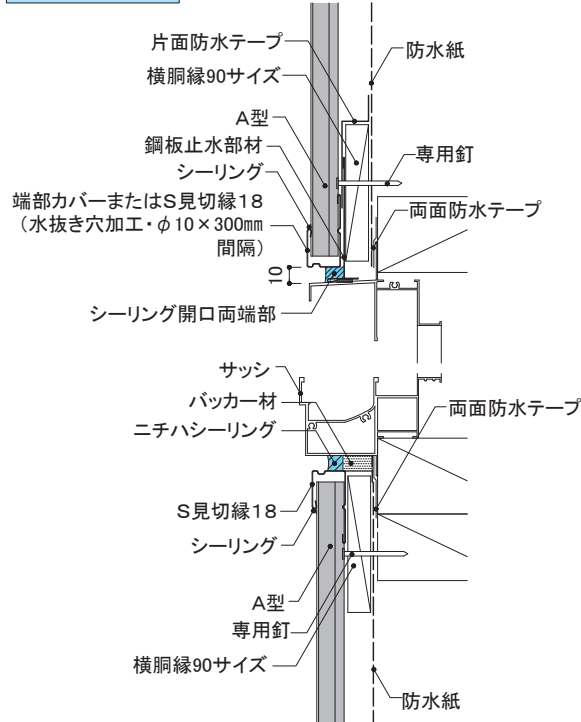 片面防水テープ
防水紙
横胴縁90サイズ
A型
鋼板止水部材
専用釘
シーリング
端部カバーまたはS見切縁18
（水抜き穴加工・φ10×300㎜
間隔）
両面防水テープ
10
シーリング開口両端部
サッシ
バッカー材
両面防水テープ
ニチハシーリング
S見切縁18
シーリング
A型
専用釘
横胴縁90サイズ
防水紙